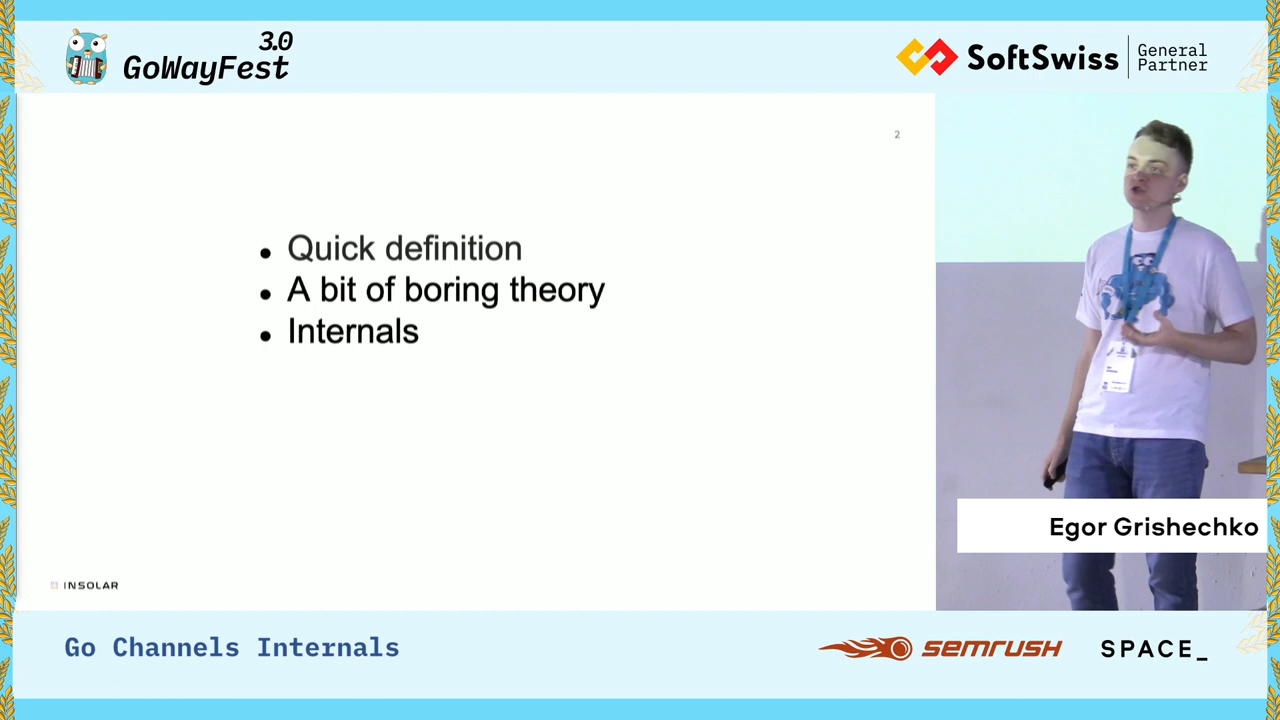 3.0
GoWayFest
SoftSwiss
General
Partner
2
Quick definition
A bit of boring theory
Internals
INSOLAR
Egor Grishechko
Go Channels Internals
semrush
SPACE_